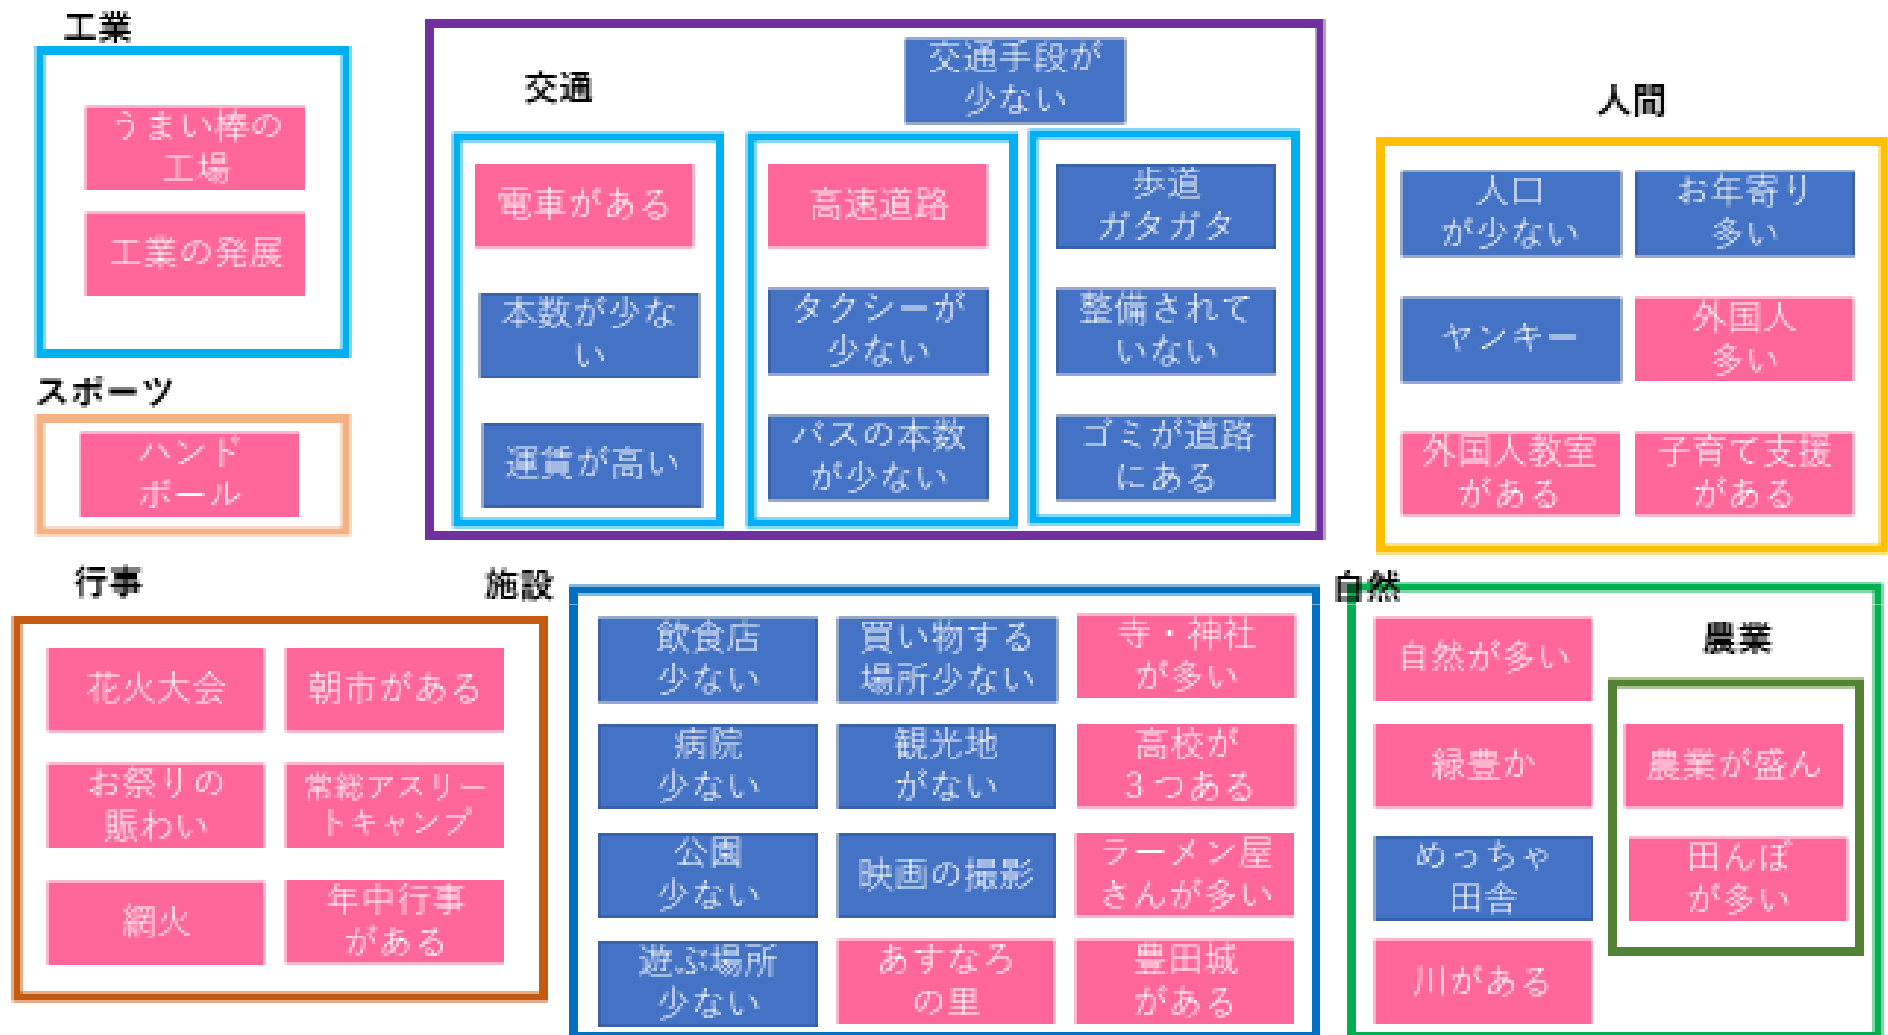 工業
うまい棒の
工場
工業の発展
スポーツ
ハンド
ボール
交通
交通手段が
少ない
電車がある
本数が少な
い
運賃が高い
高速道路
タクシーが
少ない
バスの本数
が少ない
歩道
ガタガタ
整備されて
いない
ゴミが道路
にある
人間
人口
が少ない
お年寄り
多い
ヤンキー
外国人
多い
外国人教室
がある
子育て支援
がある
行事
花火大会
朝市がある
お祭りの
賑わい
常総アスリー
トキャンプ
綱火
年中行事
がある
施設
飲食店
少ない
買い物する
場所少ない
寺・神社
が多い
病院
少ない
観光地
がない
高校が
３つある
公園
少ない
映画の撮影
ラーメン屋
さんが多い
遊ぶ場所
少ない
あすなろ
の里
豊田城
がある
自然
自然が多い
緑豊か
めっちゃ
田舎
川がある
農業
農業が盛ん
田んぼ
が多い